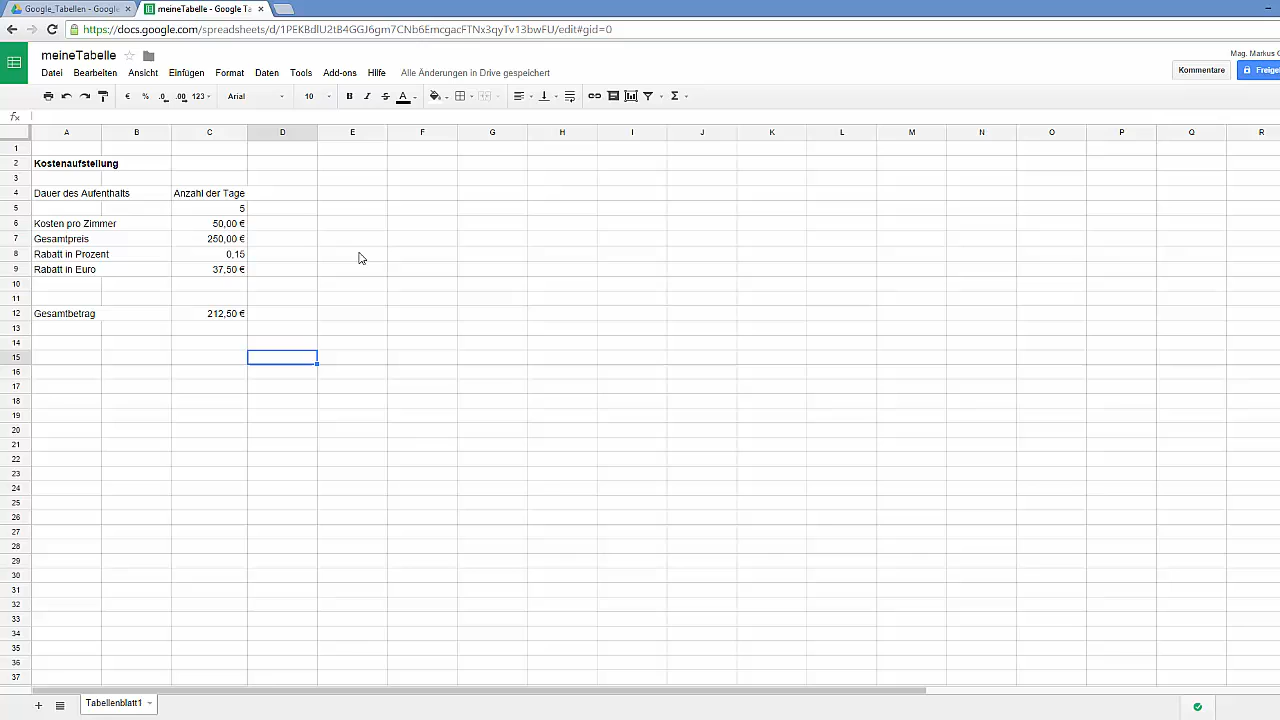 Google_Tabellen - Google × meineTabelle - Google Ta ×
https://docs.google.com/spreadsheets/d/1PEKBdlU2tB4GGJ6gm7CNb6EmcgacFTNx3qyTv13bwFU/edit#gid=0
meineTabelle
Mag. Markus
Datei Bearbeiten Ansicht Einfügen Format Daten Tools Add-ons Hilfe Alle Änderungen in Drive gespeichert
Kommentare Freige
€ % .0 .00 123 Arial 10 B I S A Σ
fx
A B C D E F G H I J K L M N O P Q R
1
2 Kostenaufstellung
3
4 Dauer des Aufenthalts Anzahl der Tage
5 5
6 Kosten pro Zimmer 50,00 €
7 Gesamtpreis 250,00 €
8 Rabatt in Prozent 0,15
9 Rabatt in Euro 37,50 €
10
11
12 Gesamtbetrag 212,50 €
13
14
15
16
17
18
19
20
21
22
23
24
25
26
27
28
29
30
31
32
33
34
35
36
37
+ Tabellenblatt1